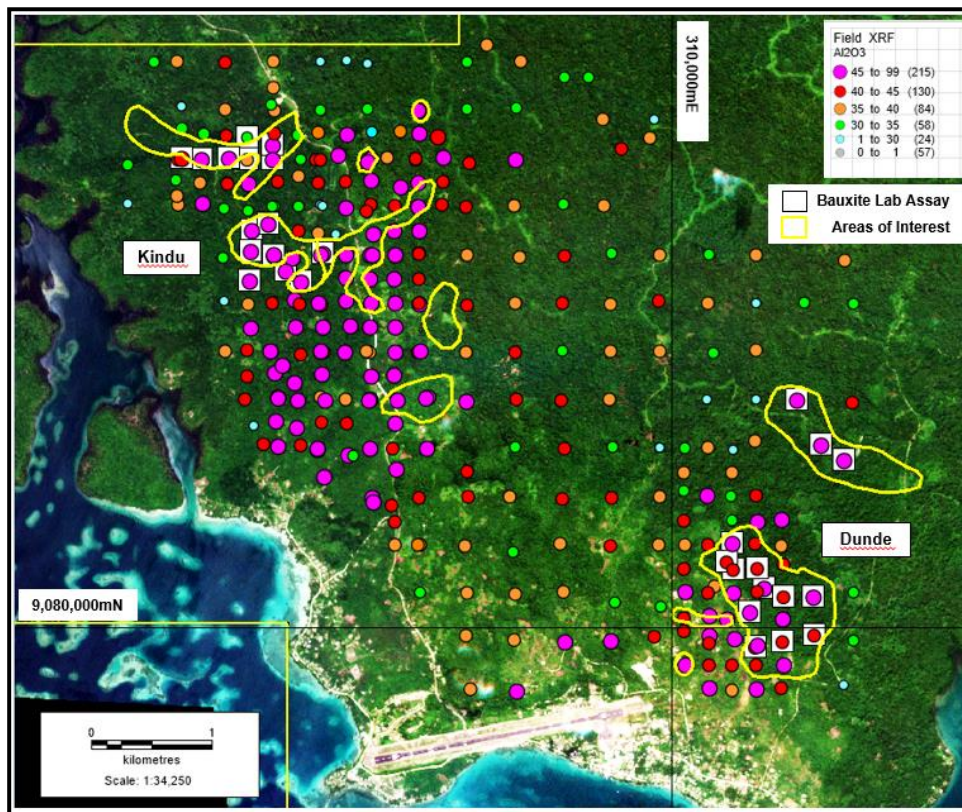 310,000mE
Field XRF
Al2O3
45 to 99 (215)
40 to 45 (130)
35 to 40 (84)
30 to 35 (58)
1 to 30 (24)
0 to 1 (57)
Bauxite Lab Assay
Areas of Interest
Kindu
Dunde
9,080,000mN
0 1
kilometres
Scale: 1:34,250